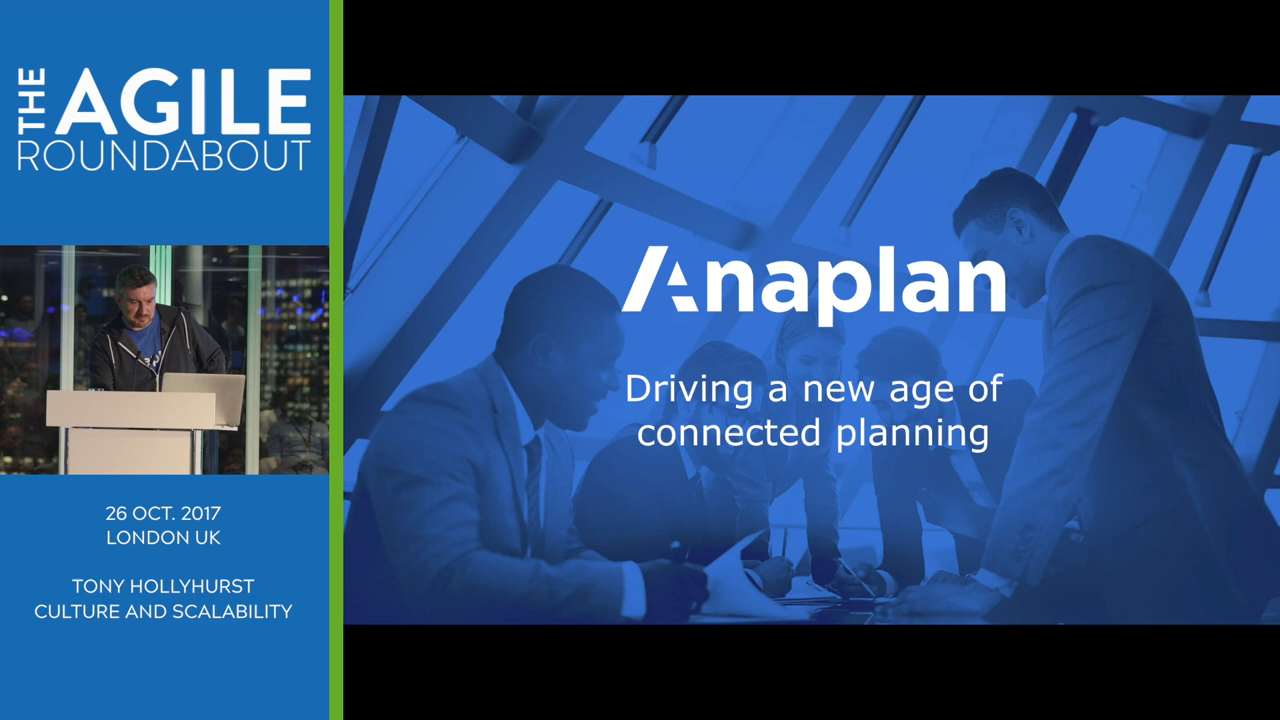 THE AGILE
ROUNDABOUT
26 OCT. 2017
LONDON UK
TONY HOLLYHURST
CULTURE AND SCALABILITY
Anaplan
Driving a new age of
connected planning